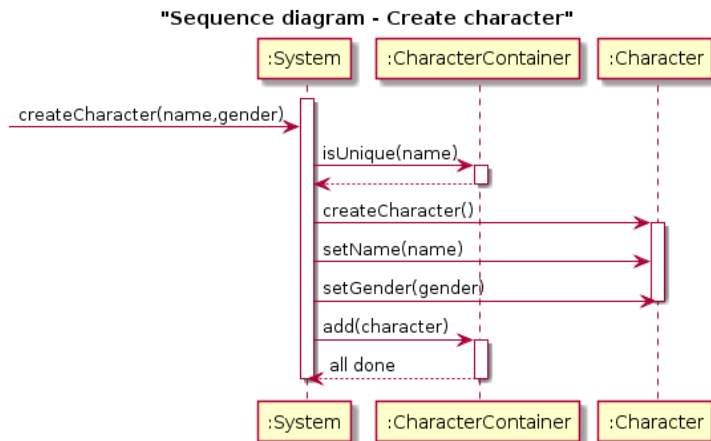 "Sequence diagram - Create character"
:System :CharacterContainer :Character
createCharacter(name,gender)
isUnique(name)
createCharacter()
setName(name)
setGender(gender)
add(character)
all done
:System :CharacterContainer :Character